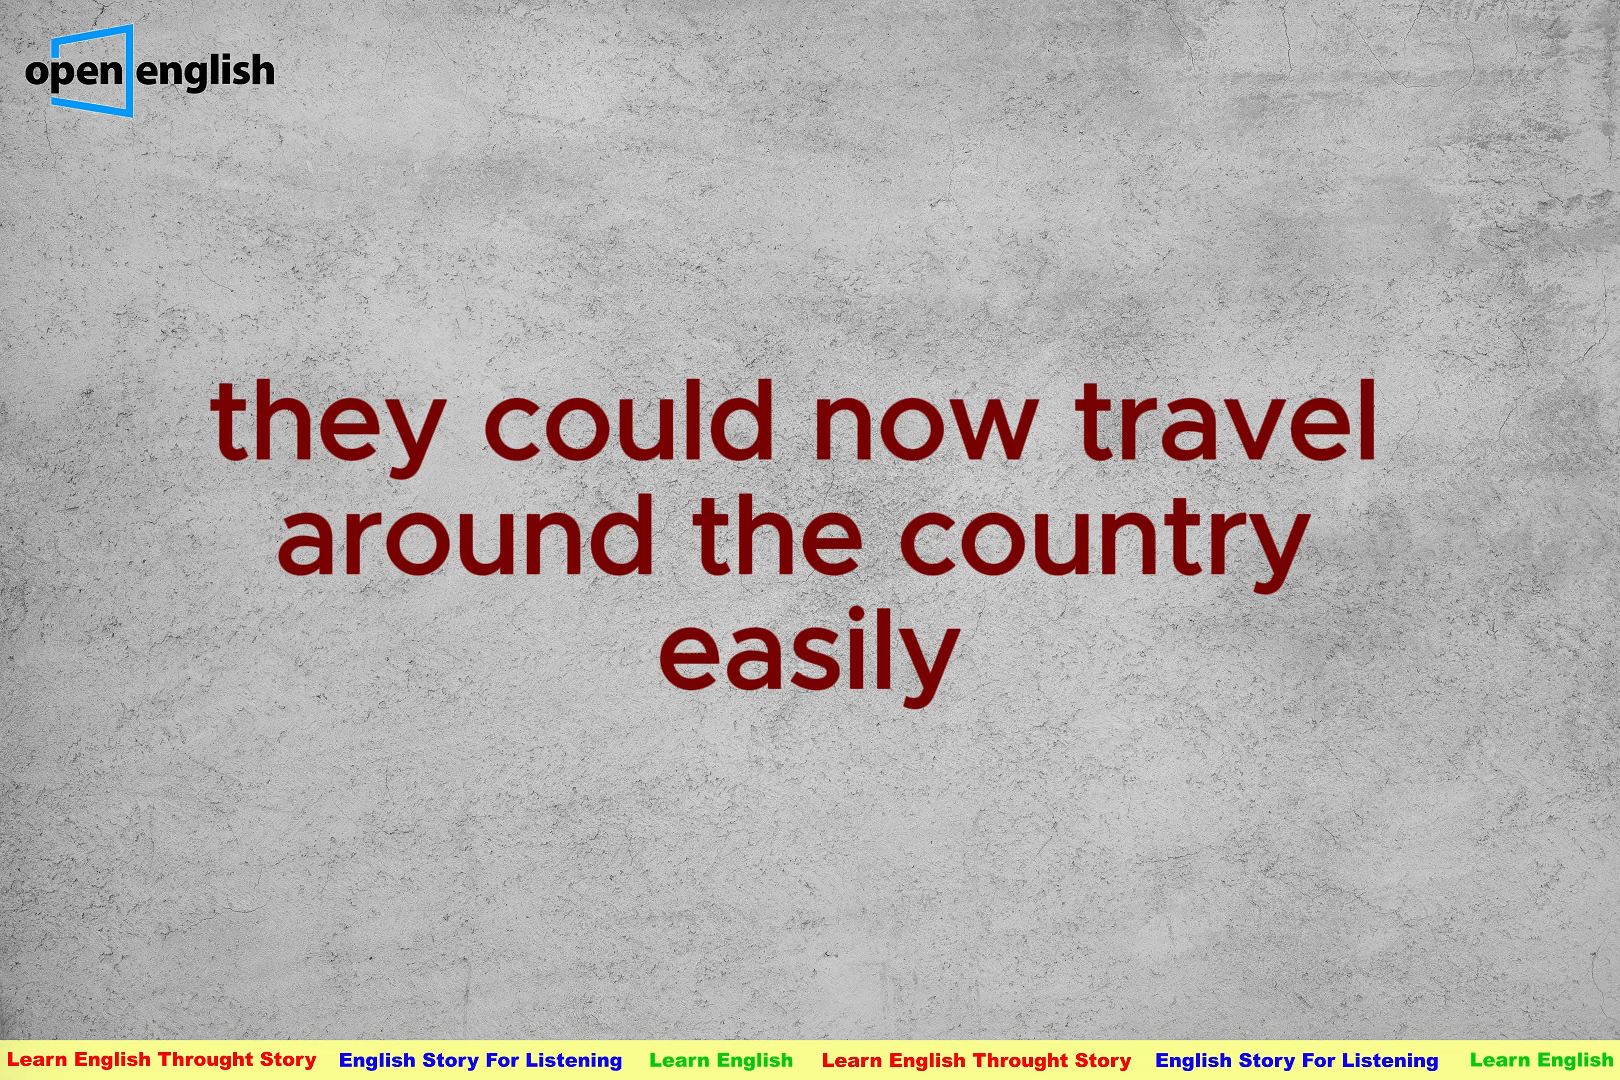 open english
they could now travel
around the country
easily
Learn English Throught Story English Story For Listening Learn English Learn English Throught Story English Story For Listening Learn English